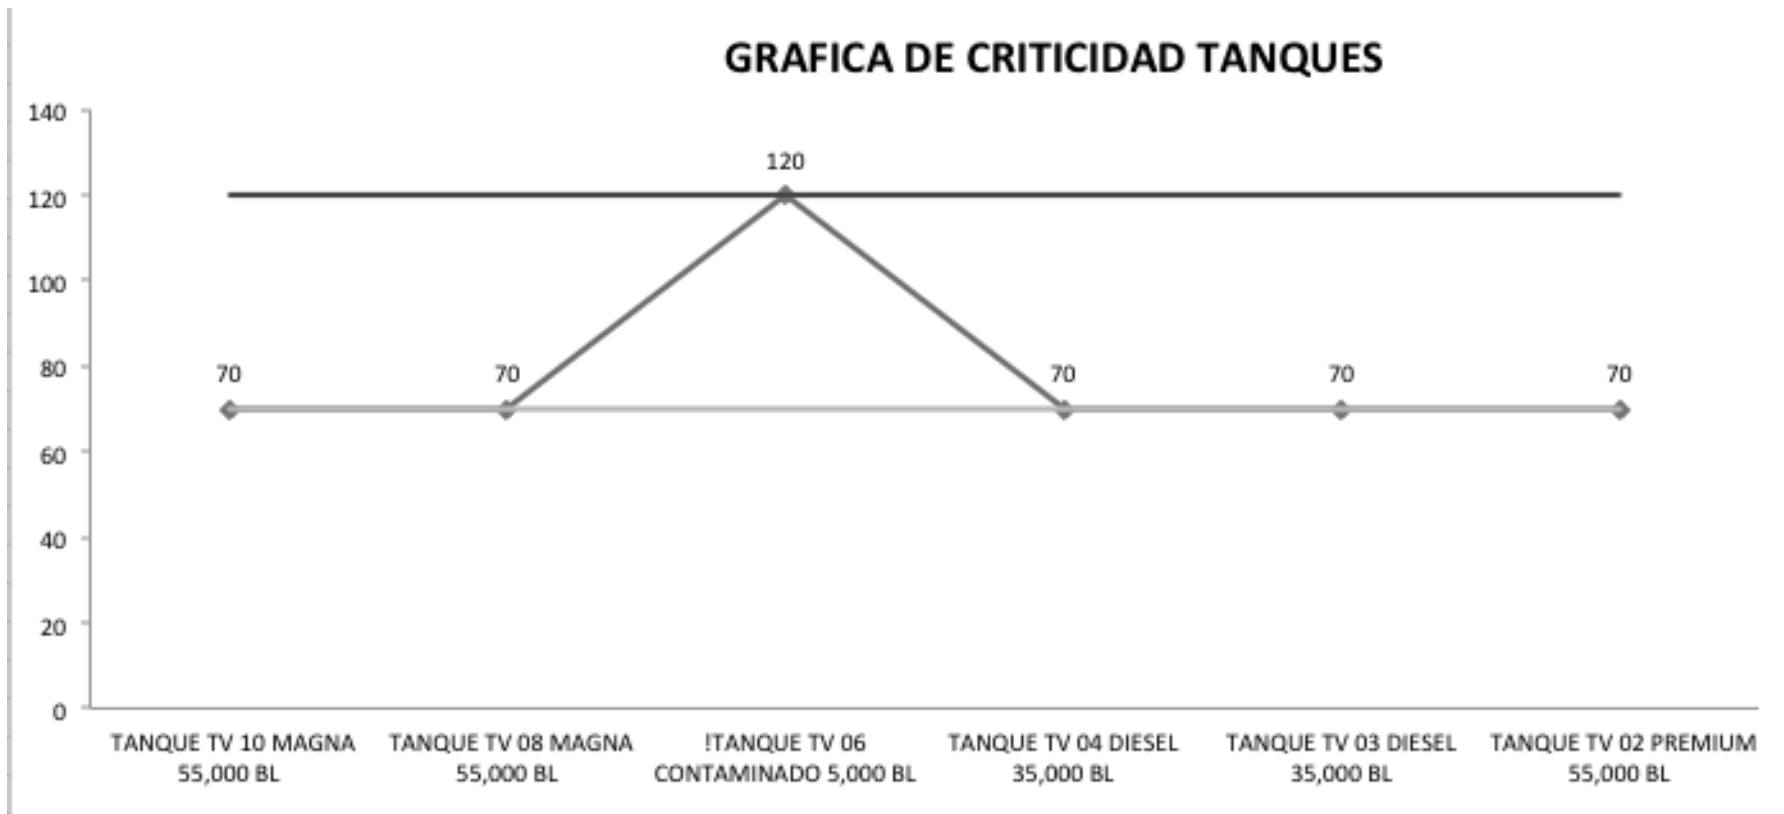 GRAFICA DE CRITICIDAD TANQUES
140
120
120
100
80
70
70
70
70
70
60
40
20
0
TANQUE TV 10 MAGNA
55,000 BL
TANQUE TV 08 MAGNA
55,000 BL
!TANQUE TV 06
CONTAMINADO 5,000 BL
TANQUE TV 04 DIESEL
35,000 BL
TANQUE TV 03 DIESEL
35,000 BL
TANQUE TV 02 PREMIUM
55,000 BL